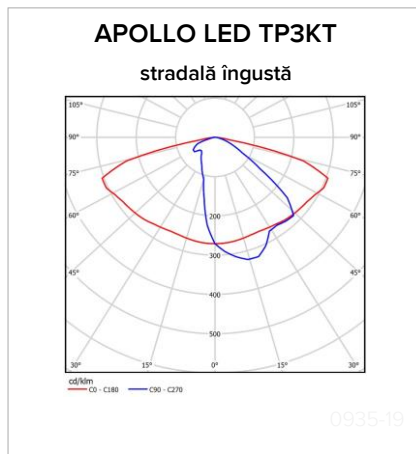 APOLLO LED TP3KT
stradală îngustă
105° 105°
90° 90°
75° 75°
60° 60°
200
45° 45°
300
400
500
30° 15° 0° 15° 30°
cd/klm
C0 - C180 C90 - C270
0935-19